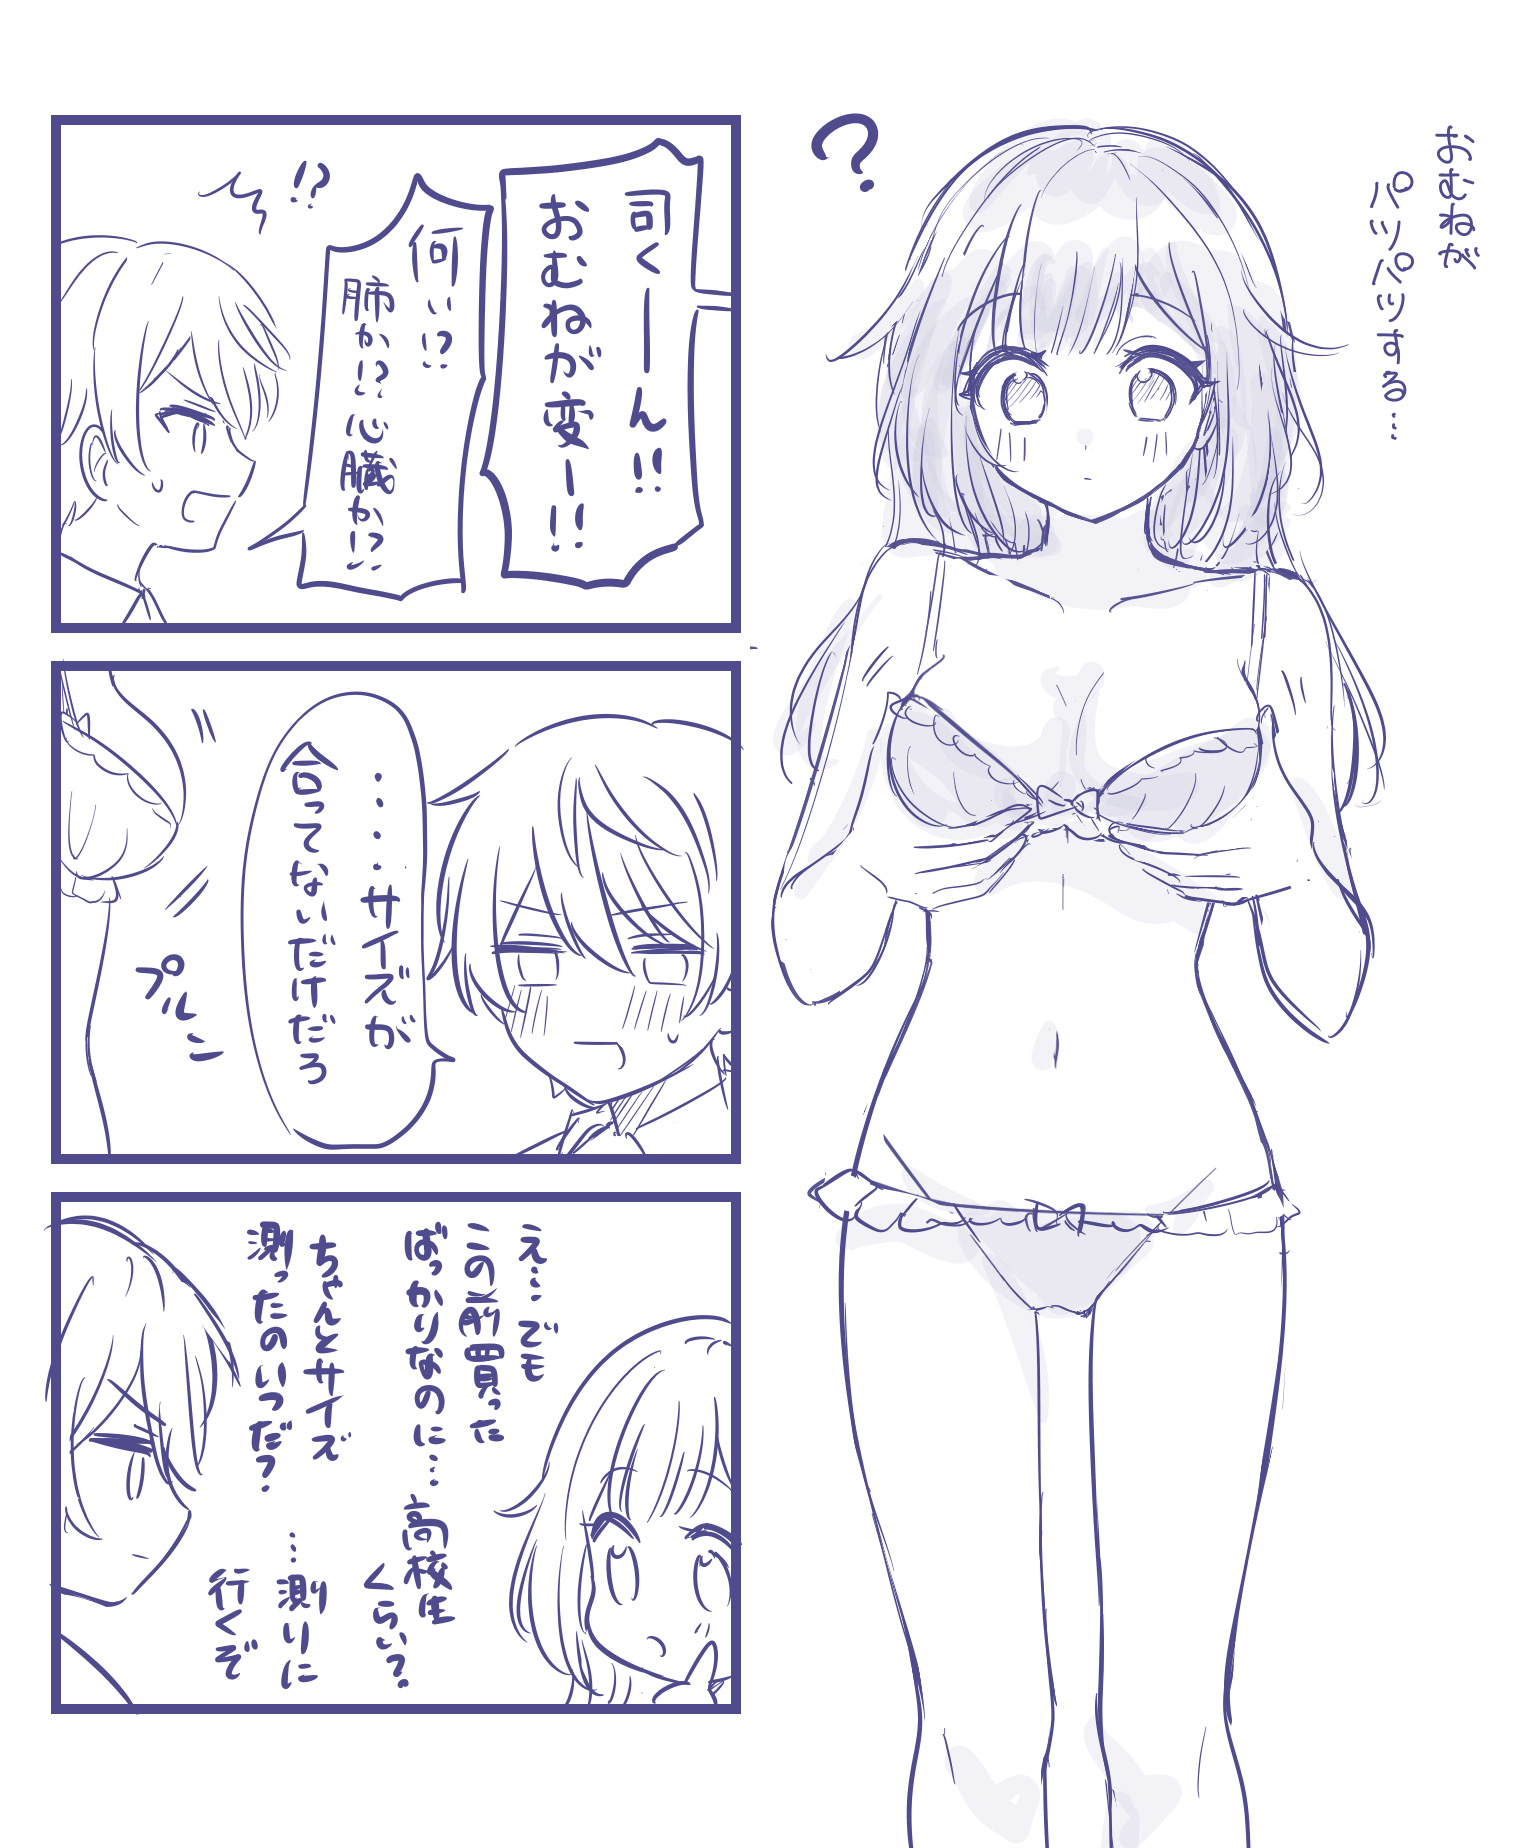 おむねが
パツパツする…
?
司くーーん!!
おむねが変ー!!
何ぃ!?
肺か!?心臓か!?
!?
……サイズが
合ってないだけだろ
プルン
え…でも
この前買った
ばっかりなのに…
ちゃんとサイズ
測ったのいつだ?
高校生
くらい?
…測りに
行くぞ